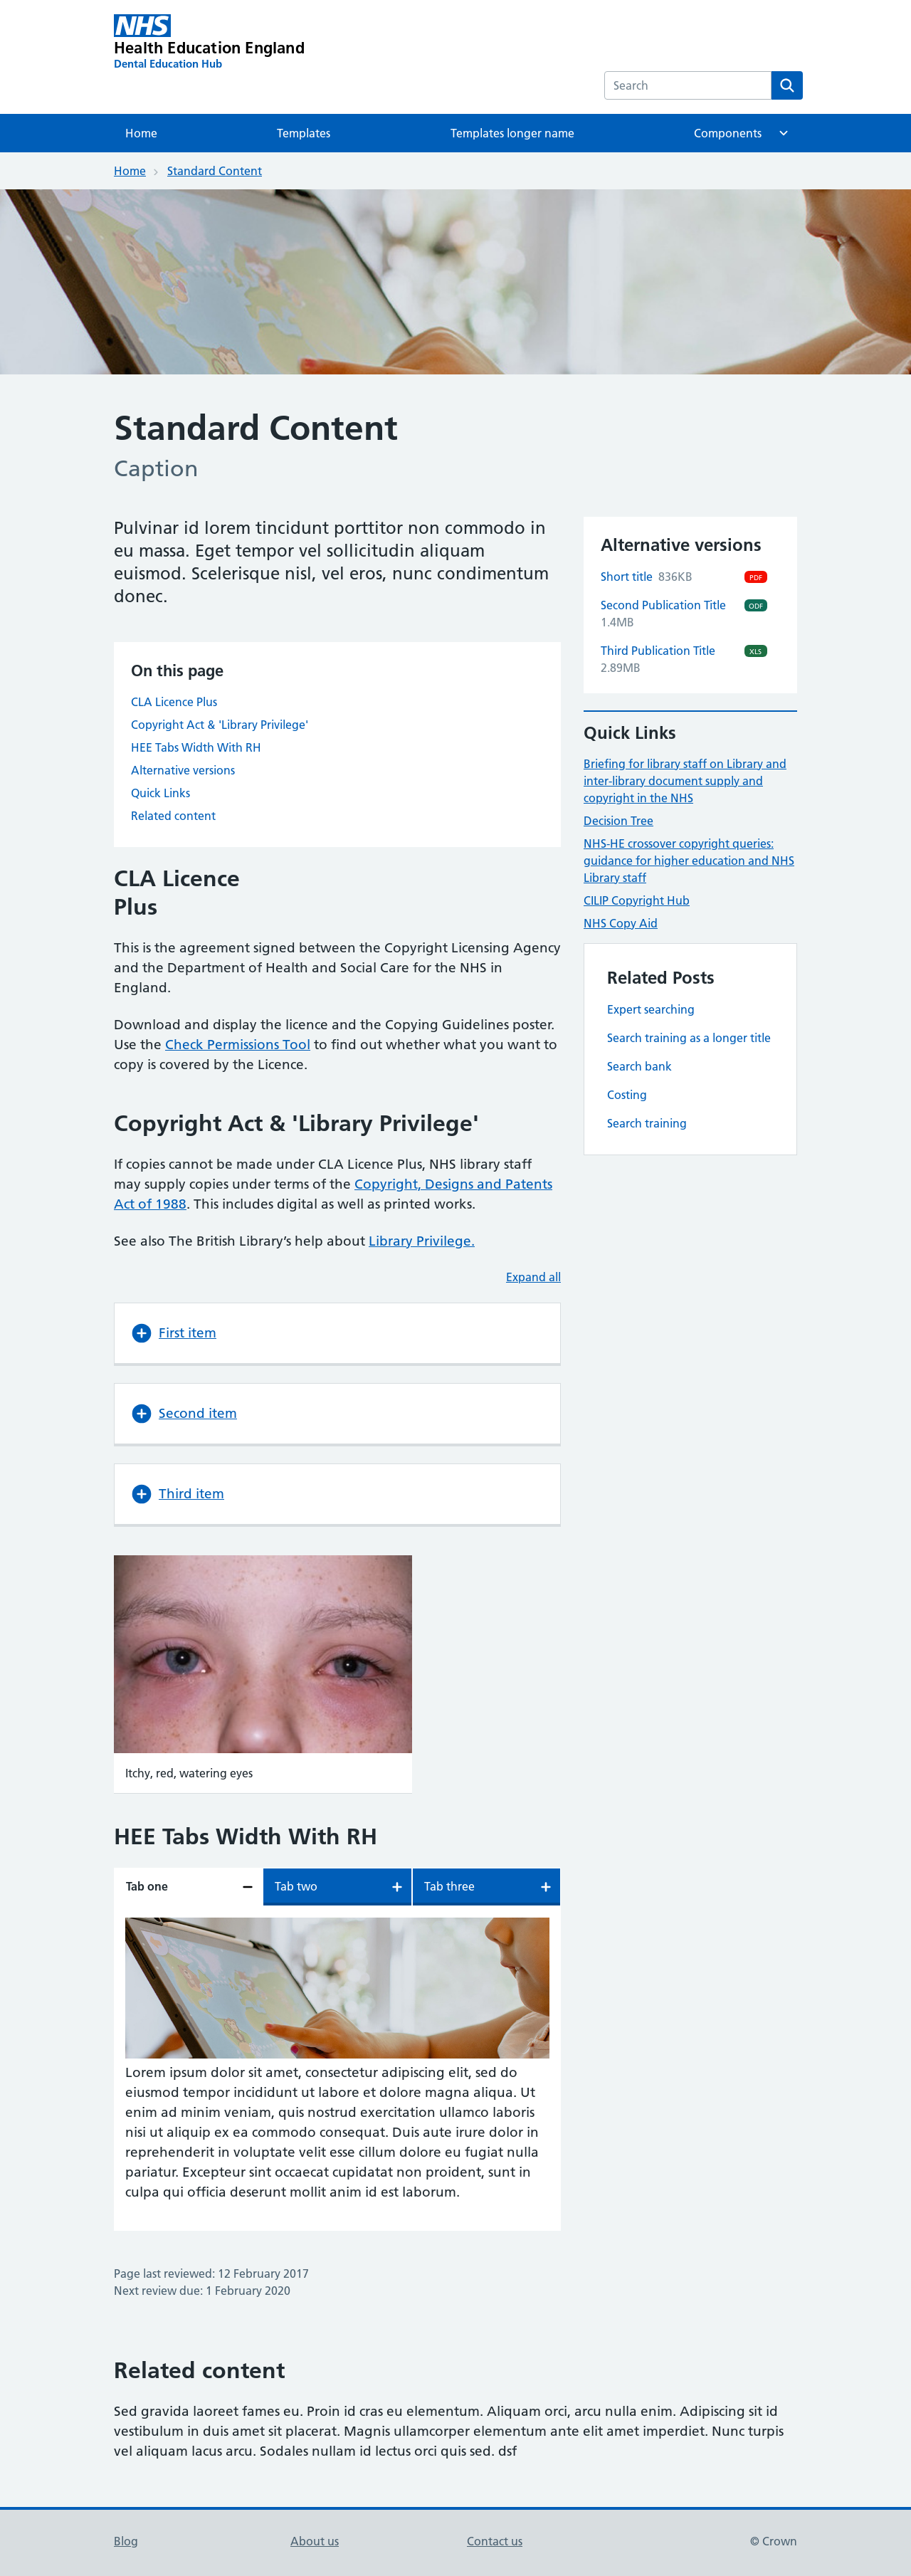 NHS
Health Education England
Dental Education Hub
Search
Home
Templates
Templates longer name
Components
Home
Standard Content
Standard Content
Caption
Pulvinar id lorem tincidunt porttitor non commodo in
eu massa. Eget tempor vel sollicitudin aliquam
euismod. Scelerisque nisl, vel eros, nunc condimentum
donec.
On this page
CLA Licence Plus
Copyright Act & 'Library Privilege'
HEE Tabs Width With RH
Alternative versions
Quick Links
Related content
CLA Licence
Plus
This is the agreement signed between the Copyright Licensing Agency
and the Department of Health and Social Care for the NHS in
England.
Download and display the licence and the Copying Guidelines poster.
Use the Check Permissions Tool to find out whether what you want to
copy is covered by the Licence.
Copyright Act & 'Library Privilege'
If copies cannot be made under CLA Licence Plus, NHS library staff
may supply copies under terms of the Copyright, Designs and Patents
Act of 1988. This includes digital as well as printed works.
See also The British Library’s help about Library Privilege.
Expand all
First item
Second item
Third item
Itchy, red, watering eyes
HEE Tabs Width With RH
Tab one
Tab two
Tab three
Lorem ipsum dolor sit amet, consectetur adipiscing elit, sed do
eiusmod tempor incididunt ut labore et dolore magna aliqua. Ut
enim ad minim veniam, quis nostrud exercitation ullamco laboris
nisi ut aliquip ex ea commodo consequat. Duis aute irure dolor in
reprehenderit in voluptate velit esse cillum dolore eu fugiat nulla
pariatur. Excepteur sint occaecat cupidatat non proident, sunt in
culpa qui officia deserunt mollit anim id est laborum.
Page last reviewed: 12 February 2017
Next review due: 1 February 2020
Alternative versions
Short title 836KB PDF
Second Publication Title ODF
1.4MB
Third Publication Title XLS
2.89MB
Quick Links
Briefing for library staff on Library and
inter-library document supply and
copyright in the NHS
Decision Tree
NHS-HE crossover copyright queries:
guidance for higher education and NHS
Library staff
CILIP Copyright Hub
NHS Copy Aid
Related Posts
Expert searching
Search training as a longer title
Search bank
Costing
Search training
Related content
Sed gravida laoreet fames eu. Proin id cras eu elementum. Aliquam orci, arcu nulla enim. Adipiscing sit id
vestibulum in duis amet sit placerat. Magnis ullamcorper elementum ante elit amet imperdiet. Nunc turpis
vel aliquam lacus arcu. Sodales nullam id lectus orci quis sed. dsf
Blog
About us
Contact us
© Crown